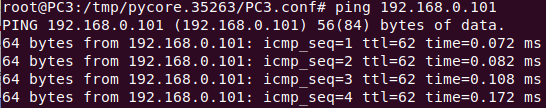 root@PC3:/tmp/pycore.35263/PC3.conf# ping 192.168.0.101
PING 192.168.0.101 (192.168.0.101) 56(84) bytes of data.
64 bytes from 192.168.0.101: icmp_seq=1 ttl=62 time=0.072 ms
64 bytes from 192.168.0.101: icmp_seq=2 ttl=62 time=0.082 ms
64 bytes from 192.168.0.101: icmp_seq=3 ttl=62 time=0.108 ms
64 bytes from 192.168.0.101: icmp_seq=4 ttl=62 time=0.172 ms